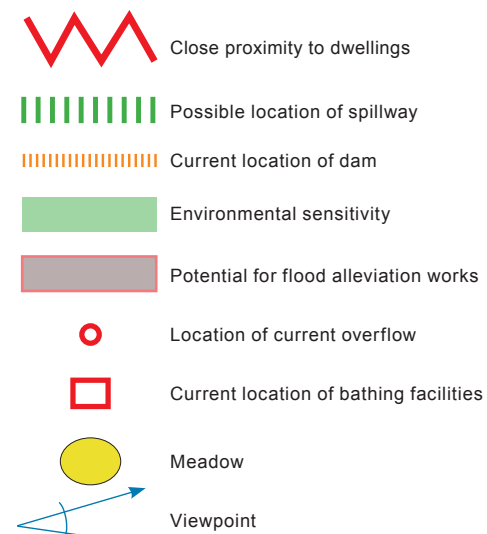 Close proximity to dwellings
Possible location of spillway
Current location of dam
Environmental sensitivity
Potential for flood alleviation works
Location of current overflow
Current location of bathing facilities
Meadow
Viewpoint